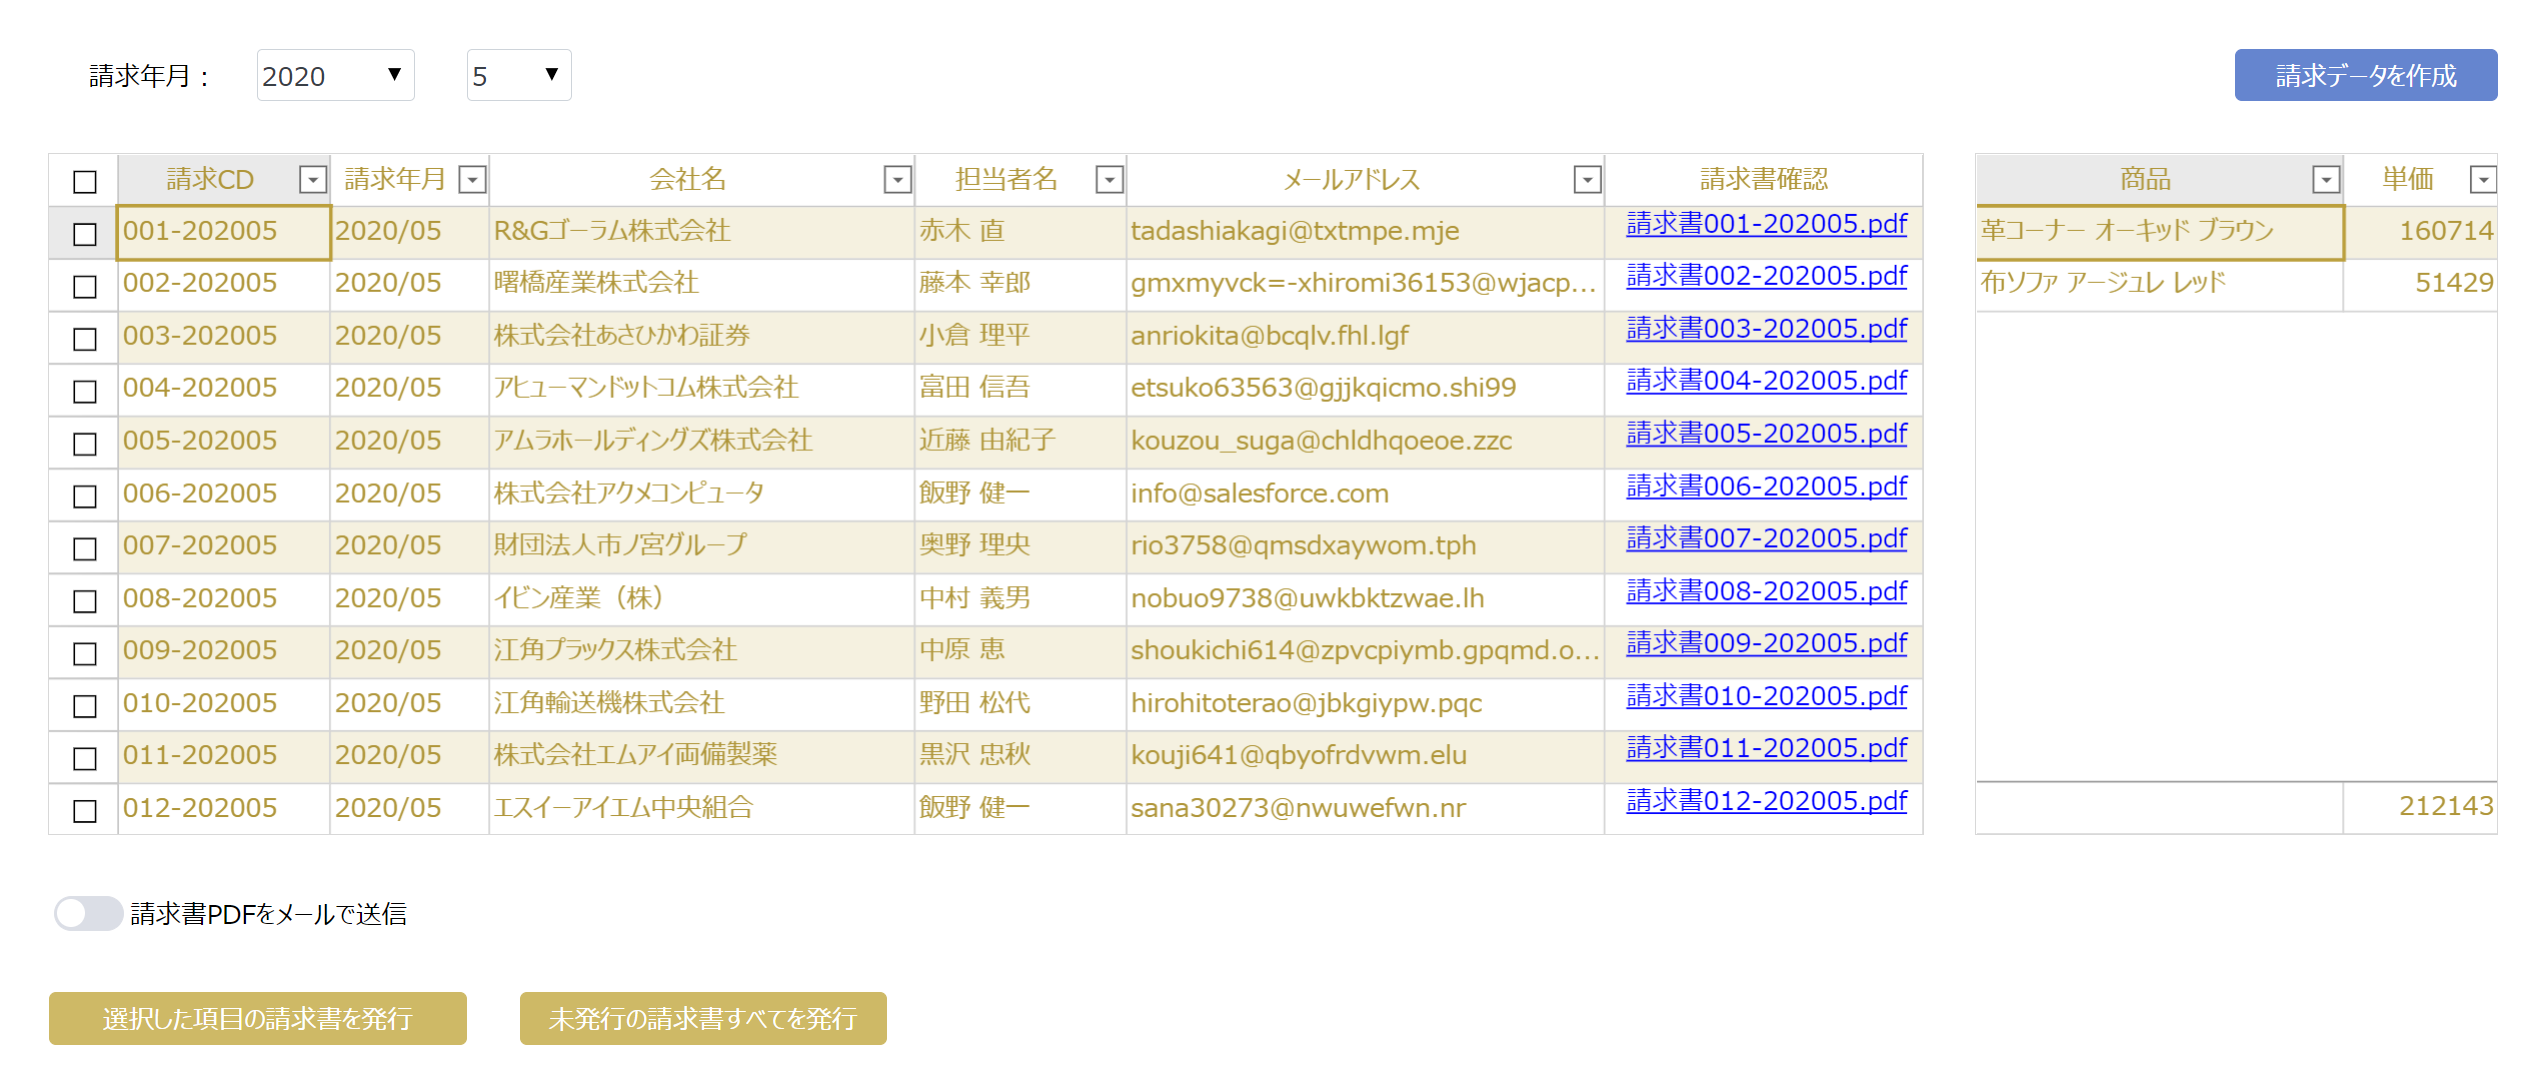 請求年月： 2020 ▼ 5 ▼ 請求データを作成
請求CD 請求年月 会社名 担当者名 メールアドレス 請求書確認 商品 単価
001-202005 2020/05 R&Gゴーラム株式会社 赤木 直 tadashiakagi@txtmpe.mje 請求書001-202005.pdf 革コーナー オーキッド ブラウン 160714
002-202005 2020/05 曙橋産業株式会社 藤本 幸郎 gmxmyvck=-xhiromi36153@wjacp... 請求書002-202005.pdf 布ソファ アージュレ レッド 51429
003-202005 2020/05 株式会社あさひかわ証券 小倉 理平 anriokita@bcqlv.fhl.lgf 請求書003-202005.pdf
004-202005 2020/05 アヒューマンドットコム株式会社 富田 信吾 etsuko63563@gjjkqicmo.shi99 請求書004-202005.pdf
005-202005 2020/05 アムラホールディングズ株式会社 近藤 由紀子 kouzou_suga@chldhqoeoe.zzc 請求書005-202005.pdf
006-202005 2020/05 株式会社アクメコンピュータ 飯野 健一 info@salesforce.com 請求書006-202005.pdf
007-202005 2020/05 財団法人市ノ宮グループ 奥野 理央 rio3758@qmsdxaywom.tph 請求書007-202005.pdf
008-202005 2020/05 イビン産業（株） 中村 義男 nobuo9738@uwkbktzwae.lh 請求書008-202005.pdf
009-202005 2020/05 江角プラックス株式会社 中原 恵 shoukichi614@zpvcpiymb.gpqmd.o... 請求書009-202005.pdf
010-202005 2020/05 江角輸送機株式会社 野田 松代 hirohitoterao@jbkgiypw.pqc 請求書010-202005.pdf
011-202005 2020/05 株式会社エムアイ両備製薬 黒沢 忠秋 kouji641@qbyofrdvwm.elu 請求書011-202005.pdf
012-202005 2020/05 エスイーアイエム中央組合 飯野 健一 sana30273@nwuwefwn.nr 請求書012-202005.pdf 212143
請求書PDFをメールで送信
選択した項目の請求書を発行 未発行の請求書すべてを発行